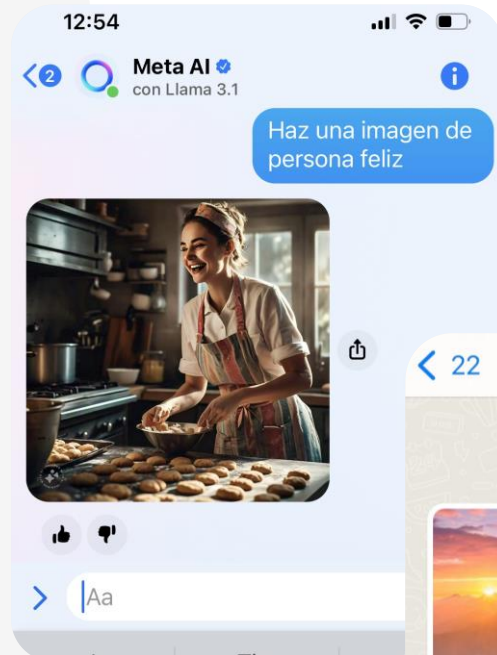 12:54
2
Meta AI
con Llama 3.1
Haz una imagen de
persona feliz
22
Aa